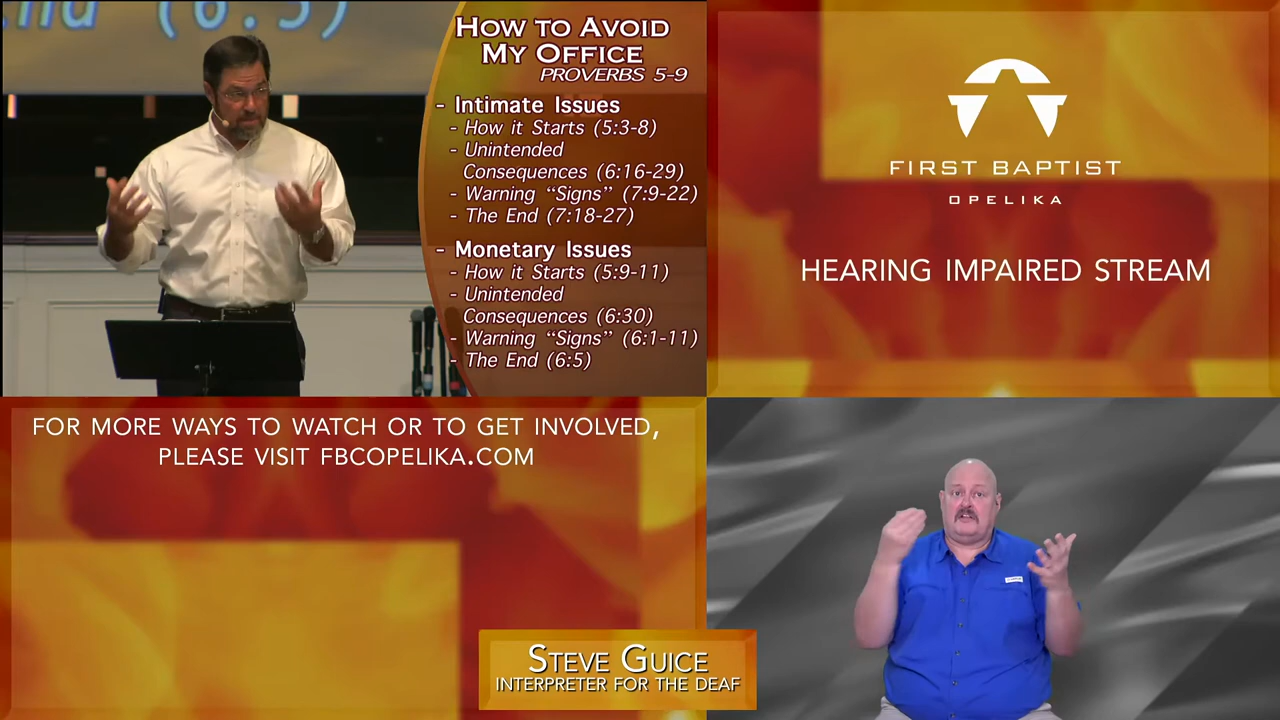 nd (6:5)
HOW TO AVOID
MY OFFICE
PROVERBS 5-9
- Intimate Issues
- How it Starts (5:3-8)
- Unintended
Consequences (6:16-29)
- Warning “Signs” (7:9-22)
- The End (7:18-27)
- Monetary Issues
- How it Starts (5:9-11)
- Unintended
Consequences (6:30)
- Warning “Signs” (6:1-11)
- The End (6:5)
FIRST BAPTIST
OPELIKA
HEARING IMPAIRED STREAM
FOR MORE WAYS TO WATCH OR TO GET INVOLVED,
PLEASE VISIT FBCOPELIKA.COM
STEVE GUICE
INTERPRETER FOR THE DEAF